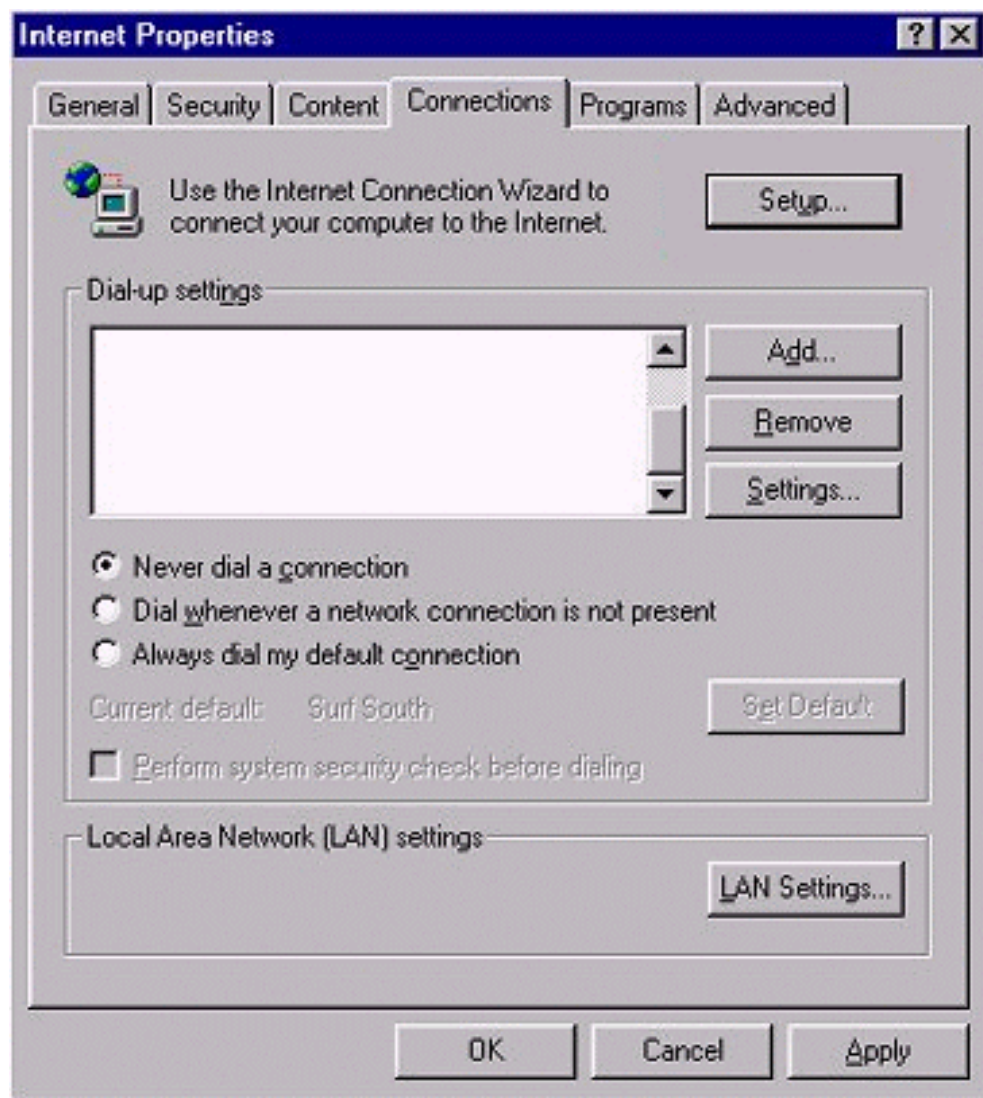 Internet Properties
General Security Content Connections Programs Advanced
Use the Internet Connection Wizard to
connect your computer to the Internet.
Setup...
Dial-up settings
Add...
Remove
Settings...
Never dial a connection
Dial whenever a network connection is not present
Always dial my default connection
Current default: Surf South
Set Default
Perform system security check before dialing
Local Area Network (LAN) settings
LAN Settings...
OK Cancel Apply